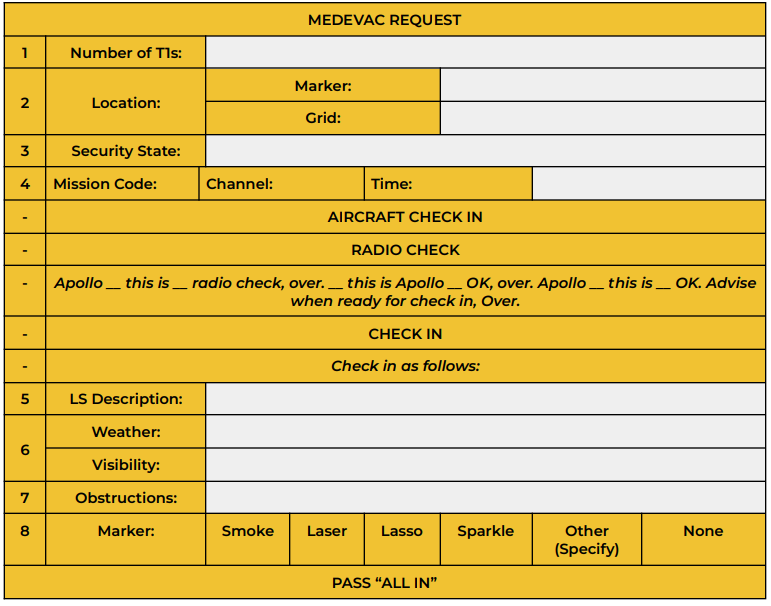 MEDEVAC REQUEST
1 Number of T1s:
2 Location:
Marker:
Grid:
3 Security State:
4 Mission Code: Channel: Time:
- AIRCRAFT CHECK IN
- RADIO CHECK
- Apollo __ this is __ radio check, over. __ this is Apollo __ OK, over. Apollo __ this is __ OK. Advise
when ready for check in, Over.
- CHECK IN
- Check in as follows:
5 LS Description:
6 Weather:
Visibility:
7 Obstructions:
8 Marker: Smoke Laser Lasso Sparkle Other None
(Specify)
PASS “ALL IN”